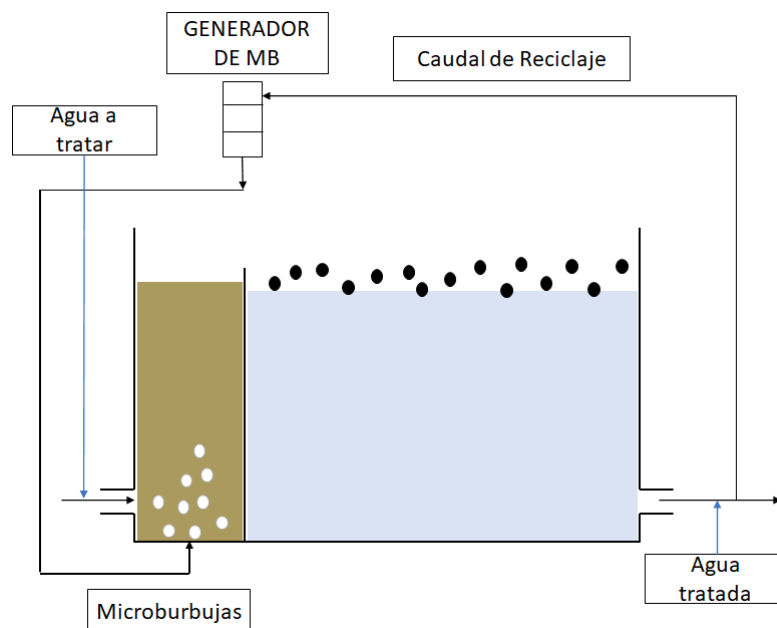 GENERADOR
DE MB
Caudal de Reciclaje
Agua a
tratar
Microburbujas
Agua
tratada